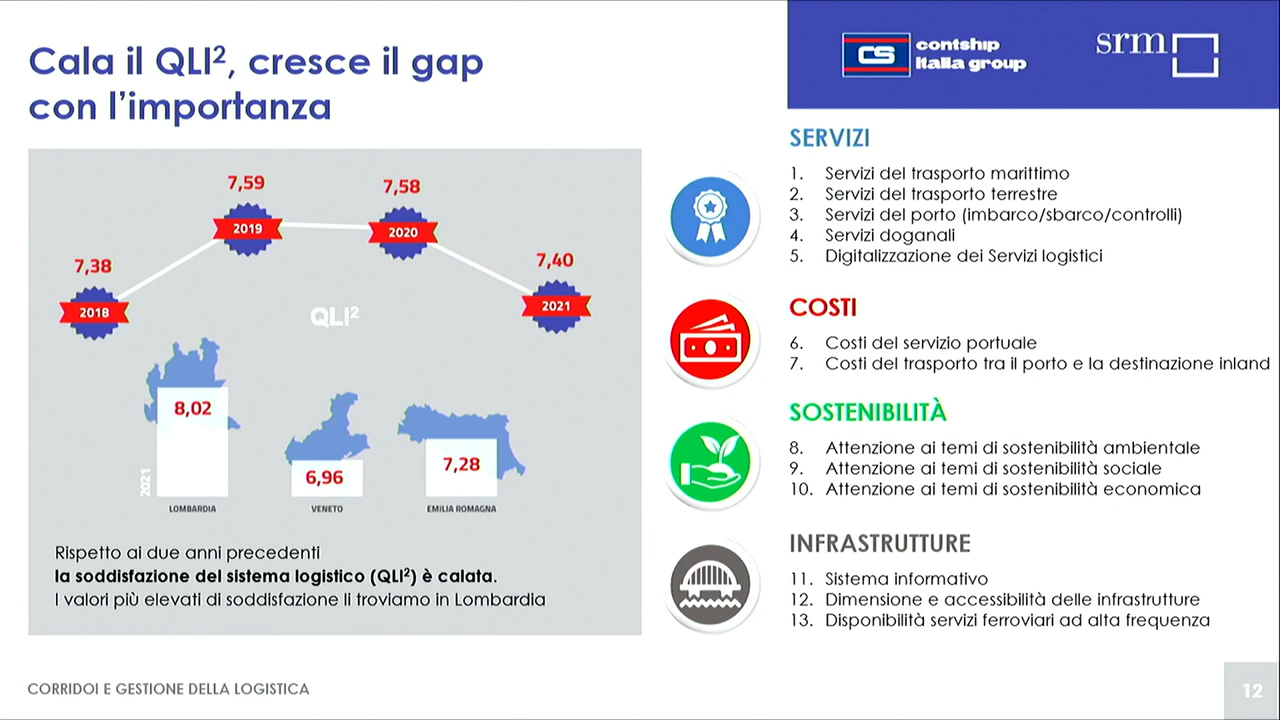 Cala il QLI², cresce il gap
con l'importanza
CS
contship
italia group
srm
7,38
2018
7,59
2019
7,58
2020
7,40
2021
QLI²
2021
8,02
LOMBARDIA
6,96
VENETO
7,28
EMILIA ROMAGNA
Rispetto ai due anni precedenti
la soddisfazione del sistema logistico (QLI²) è calata.
I valori più elevati di soddisfazione li troviamo in Lombardia
SERVIZI
1. Servizi del trasporto marittimo
2. Servizi del trasporto terrestre
3. Servizi del porto (imbarco/sbarco/controlli)
4. Servizi doganali
5. Digitalizzazione dei Servizi logistici
COSTI
6. Costi del servizio portuale
7. Costi del trasporto tra il porto e la destinazione inland
SOSTENIBILITÀ
8. Attenzione ai temi di sostenibilità ambientale
9. Attenzione ai temi di sostenibilità sociale
10. Attenzione ai temi di sostenibilità economica
INFRASTRUTTURE
11. Sistema informativo
12. Dimensione e accessibilità delle infrastrutture
13. Disponibilità servizi ferroviari ad alta frequenza
CORRIDOI E GESTIONE DELLA LOGISTICA
12